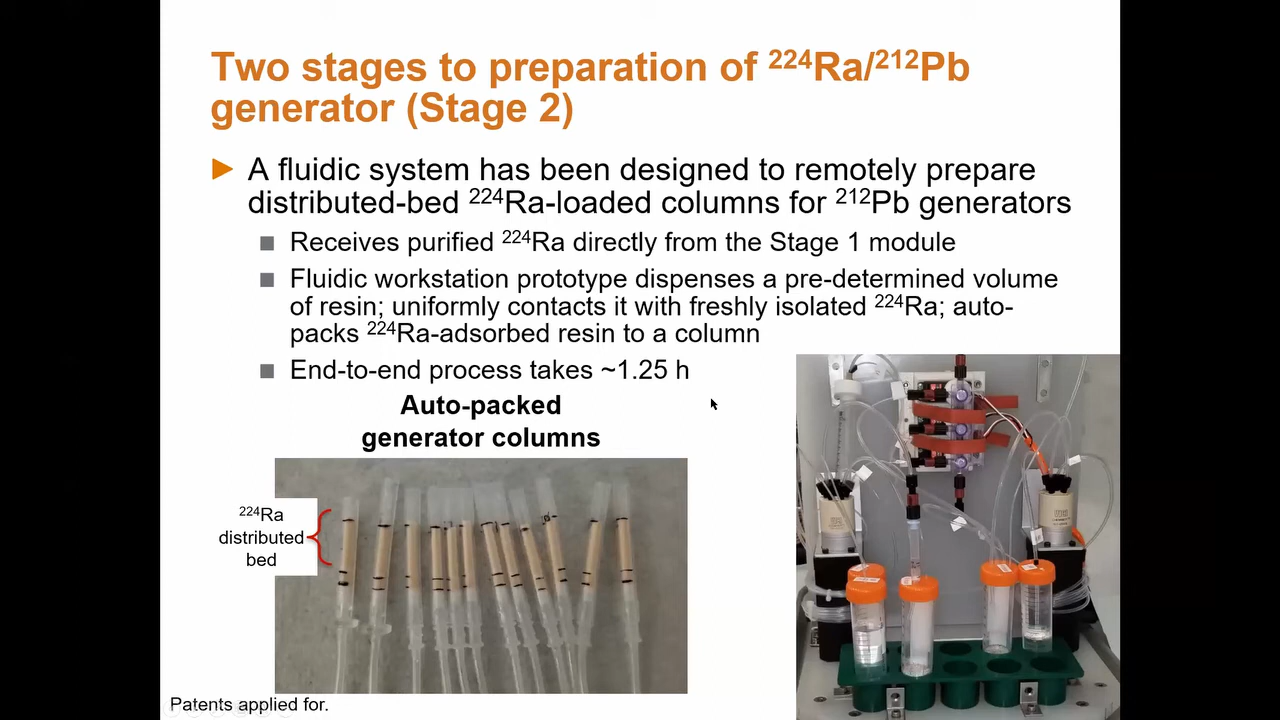 Two stages to preparation of ²²⁴Ra/²¹²Pb
generator (Stage 2)
A fluidic system has been designed to remotely prepare
distributed-bed ²²⁴Ra-loaded columns for ²¹²Pb generators
Receives purified ²²⁴Ra directly from the Stage 1 module
Fluidic workstation prototype dispenses a pre-determined volume
of resin; uniformly contacts it with freshly isolated ²²⁴Ra; auto-
packs ²²⁴Ra-adsorbed resin to a column
End-to-end process takes ~1.25 h
Auto-packed
generator columns
²²⁴Ra
distributed
bed
Patents applied for.